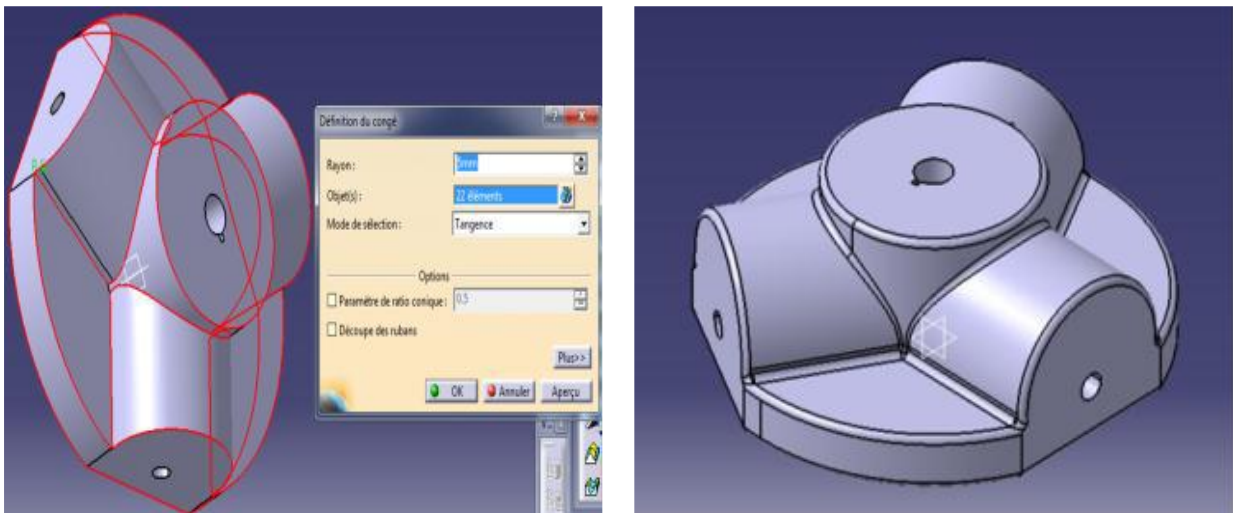 Définition du congé
Rayon :
5mm
Objet(s) :
22 éléments
Mode de sélection :
Tangence
Options
Paramètre de ratio conique :
0,5
Découpe des rubans
Plus>>
OK
Annuler
Aperçu